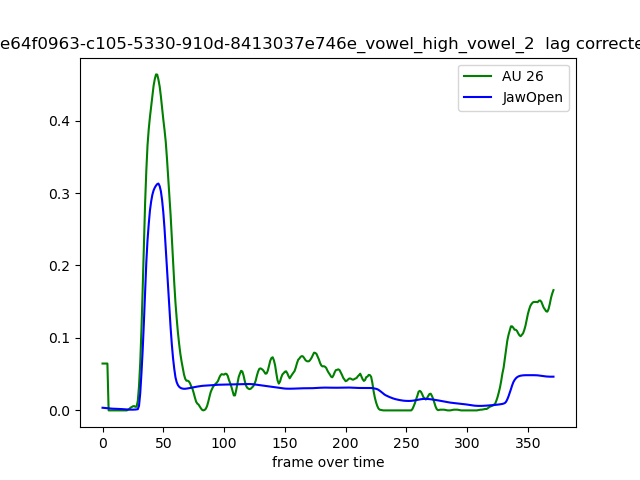 e64f0963-c105-5330-910d-8413037e746e_vowel_high_vowel_2  lag correcte
AU 26
JawOpen
0.4
0.3
0.2
0.1
0.0
0 50 100 150 200 250 300 350
frame over time